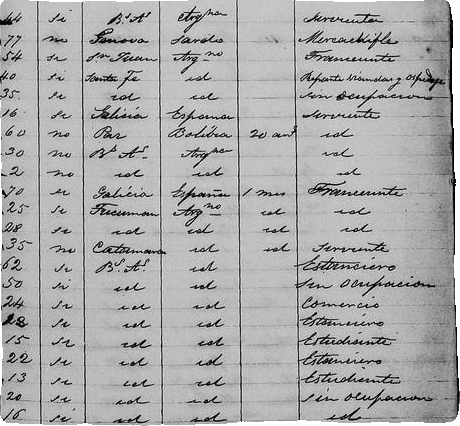 44 si Bs As Argna Sirvienta
77 no Genova Sardo Mercachifle
54 si Sn Juan Argno Transeunte
40 si Santa Fe id Reparte viandas y
35 si id id sin ocupacion
16 si Galicia Española Sirviente
60 no Paz Bolibia 20 ans id
30 no Bs As Argna id
2 no id id id
70 si Galicia España 1 mes Transeunte
25 si Tucuman Argno id id
28 si id id id id
35 no Catamarca id id Sirviente
62 si Bs As id Estanciero
50 si id id sin ocupacion
24 si id id Comercio
si id id Estanciero
15 si id id Estudiante
22 si id id Estanciero
13 si id id Estudiante
20 si id id sin ocupacion
16 si id id id